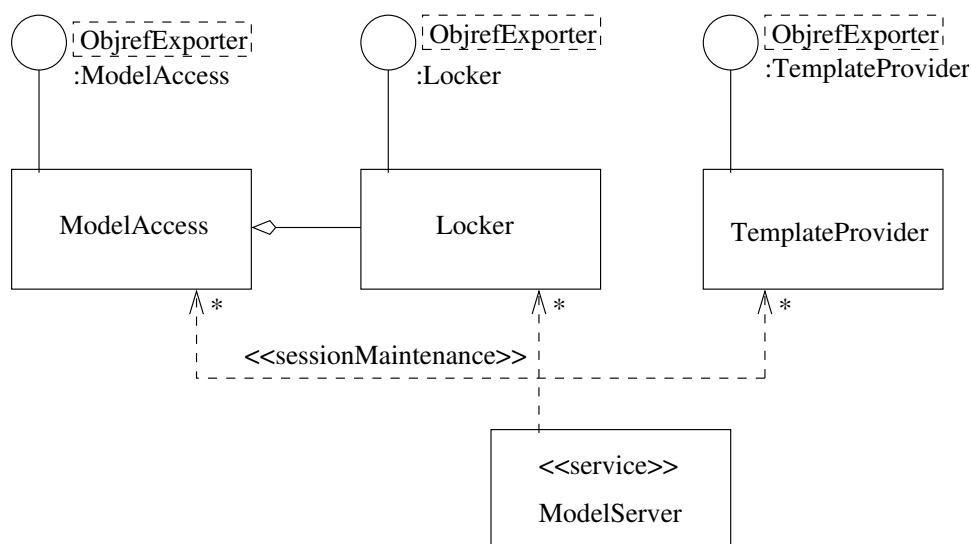 ObjrefExporter
:ModelAccess
ObjrefExporter
:Locker
ObjrefExporter
:TemplateProvider
ModelAccess
Locker
TemplateProvider
*
*
*
<<sessionMaintenance>>
<<service>>
ModelServer